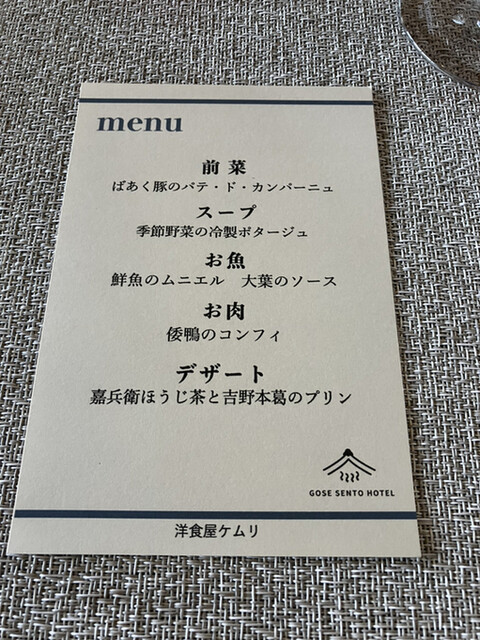 menu
前菜
ばあく豚のパテ・ド・カンパーニュ
スープ
季節野菜の冷製ポタージュ
お魚
鮮魚のムニエル　大葉のソース
お肉
倭鴨のコンフィ
デザート
嘉兵衛ほうじ茶と吉野本葛のプリン
GOSE SENTO HOTEL
洋食屋ケムリ